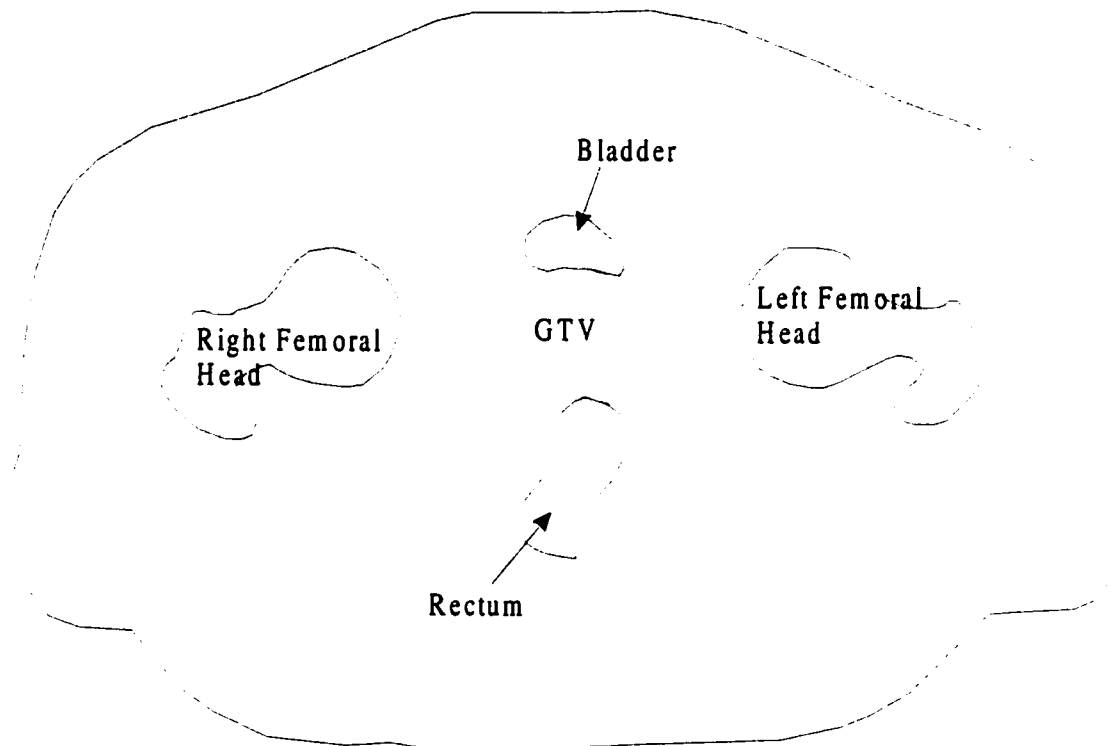 Bladder
Left Femoral
Head
GTV
Right Femoral
Head
Rectum